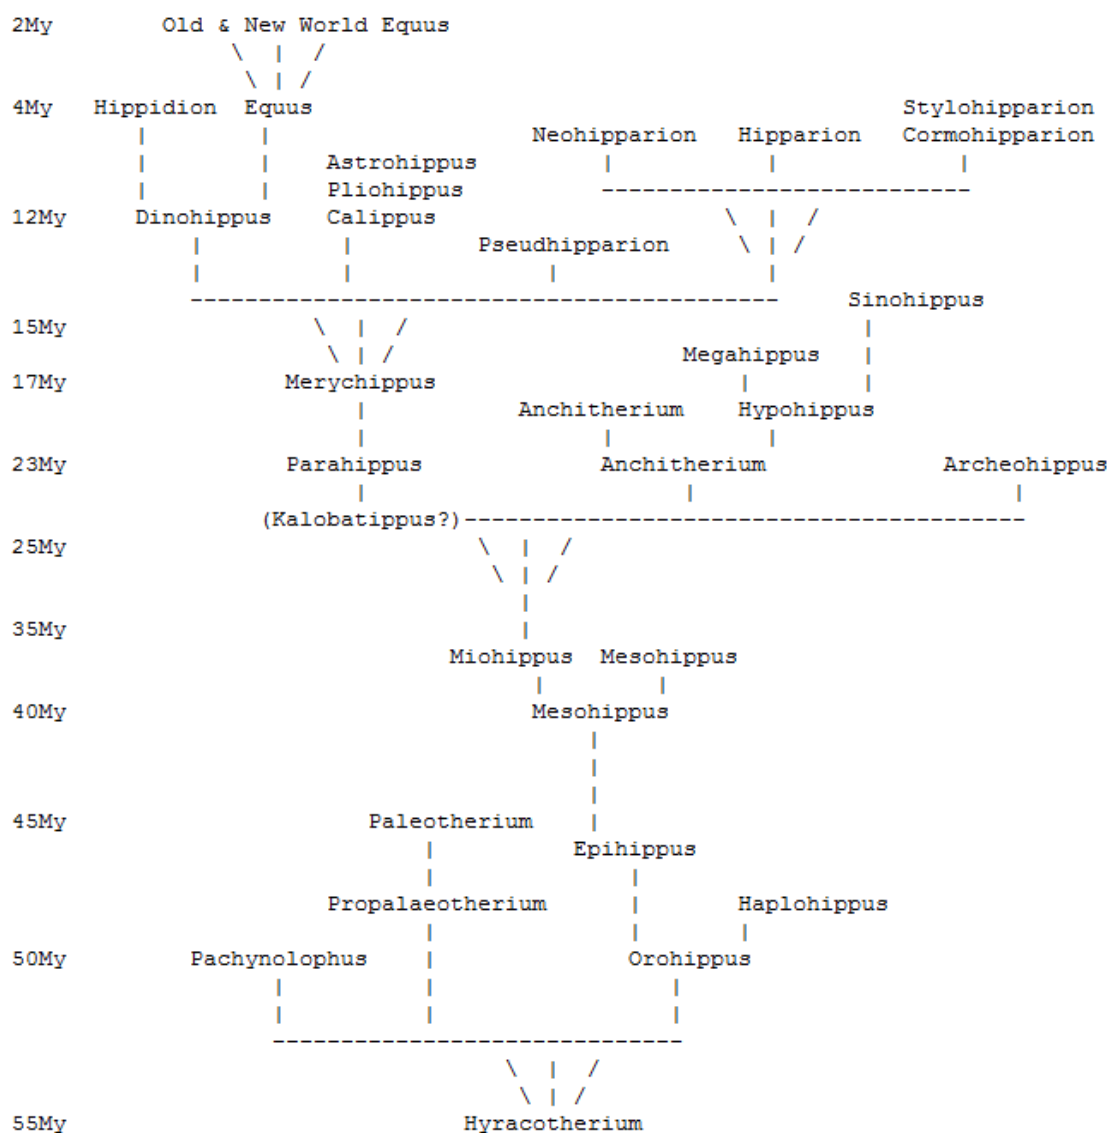 2My Old & New World Equus
\ | /
\ | /
4My Hippidion Equus Stylohipparion
| | Neohipparion Hipparion Cormohipparion
| | Astrohippus | | |
| | Pliohippus ---------------------------
12My Dinohippus Calippus \ | /
| | Pseudhipparion \ | /
| | | |
------------------------------------------- Sinohippus
15My \ | / |
\ | / Megahippus |
17My Merychippus | |
| Anchitherium Hypohippus
| | |
23My Parahippus Anchitherium Archeohippus
| | |
(Kalobatippus?)-----------------------------------------
25My \ | /
\ | /
|
35My |
Miohippus Mesohippus
| |
40My Mesohippus
|
|
|
45My Paleotherium |
| Epihippus
| |
Propalaeotherium | Haplohippus
| | |
50My Pachynolophus | Orohippus
| | |
| | |
------------------------------
\ | /
\ | /
55My Hyracotherium